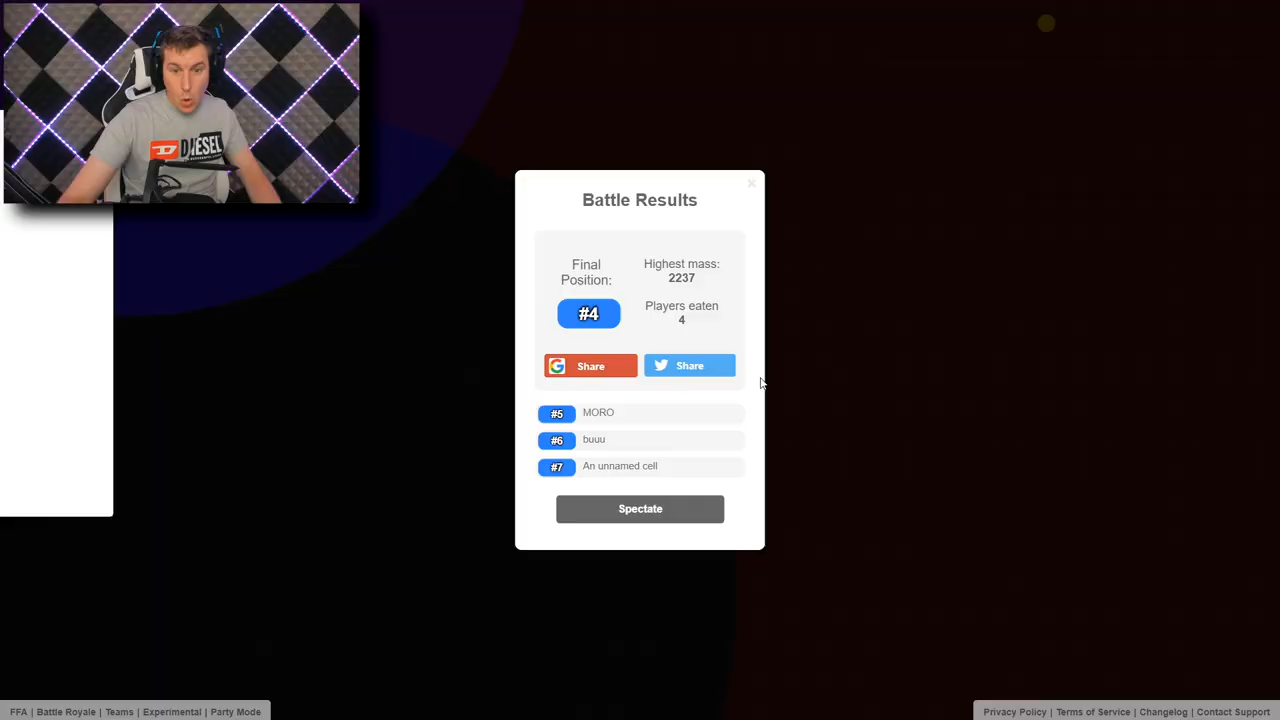 DIESEL
Battle Results
Final
Position:
#4
Highest mass:
2237
Players eaten
4
Share
Share
#5 MORO
#6 buuu
#7 An unnamed cell
Spectate
FFA | Battle Royale | Teams | Experimental | Party Mode
Privacy Policy | Terms of Service | Changelog | Contact Support